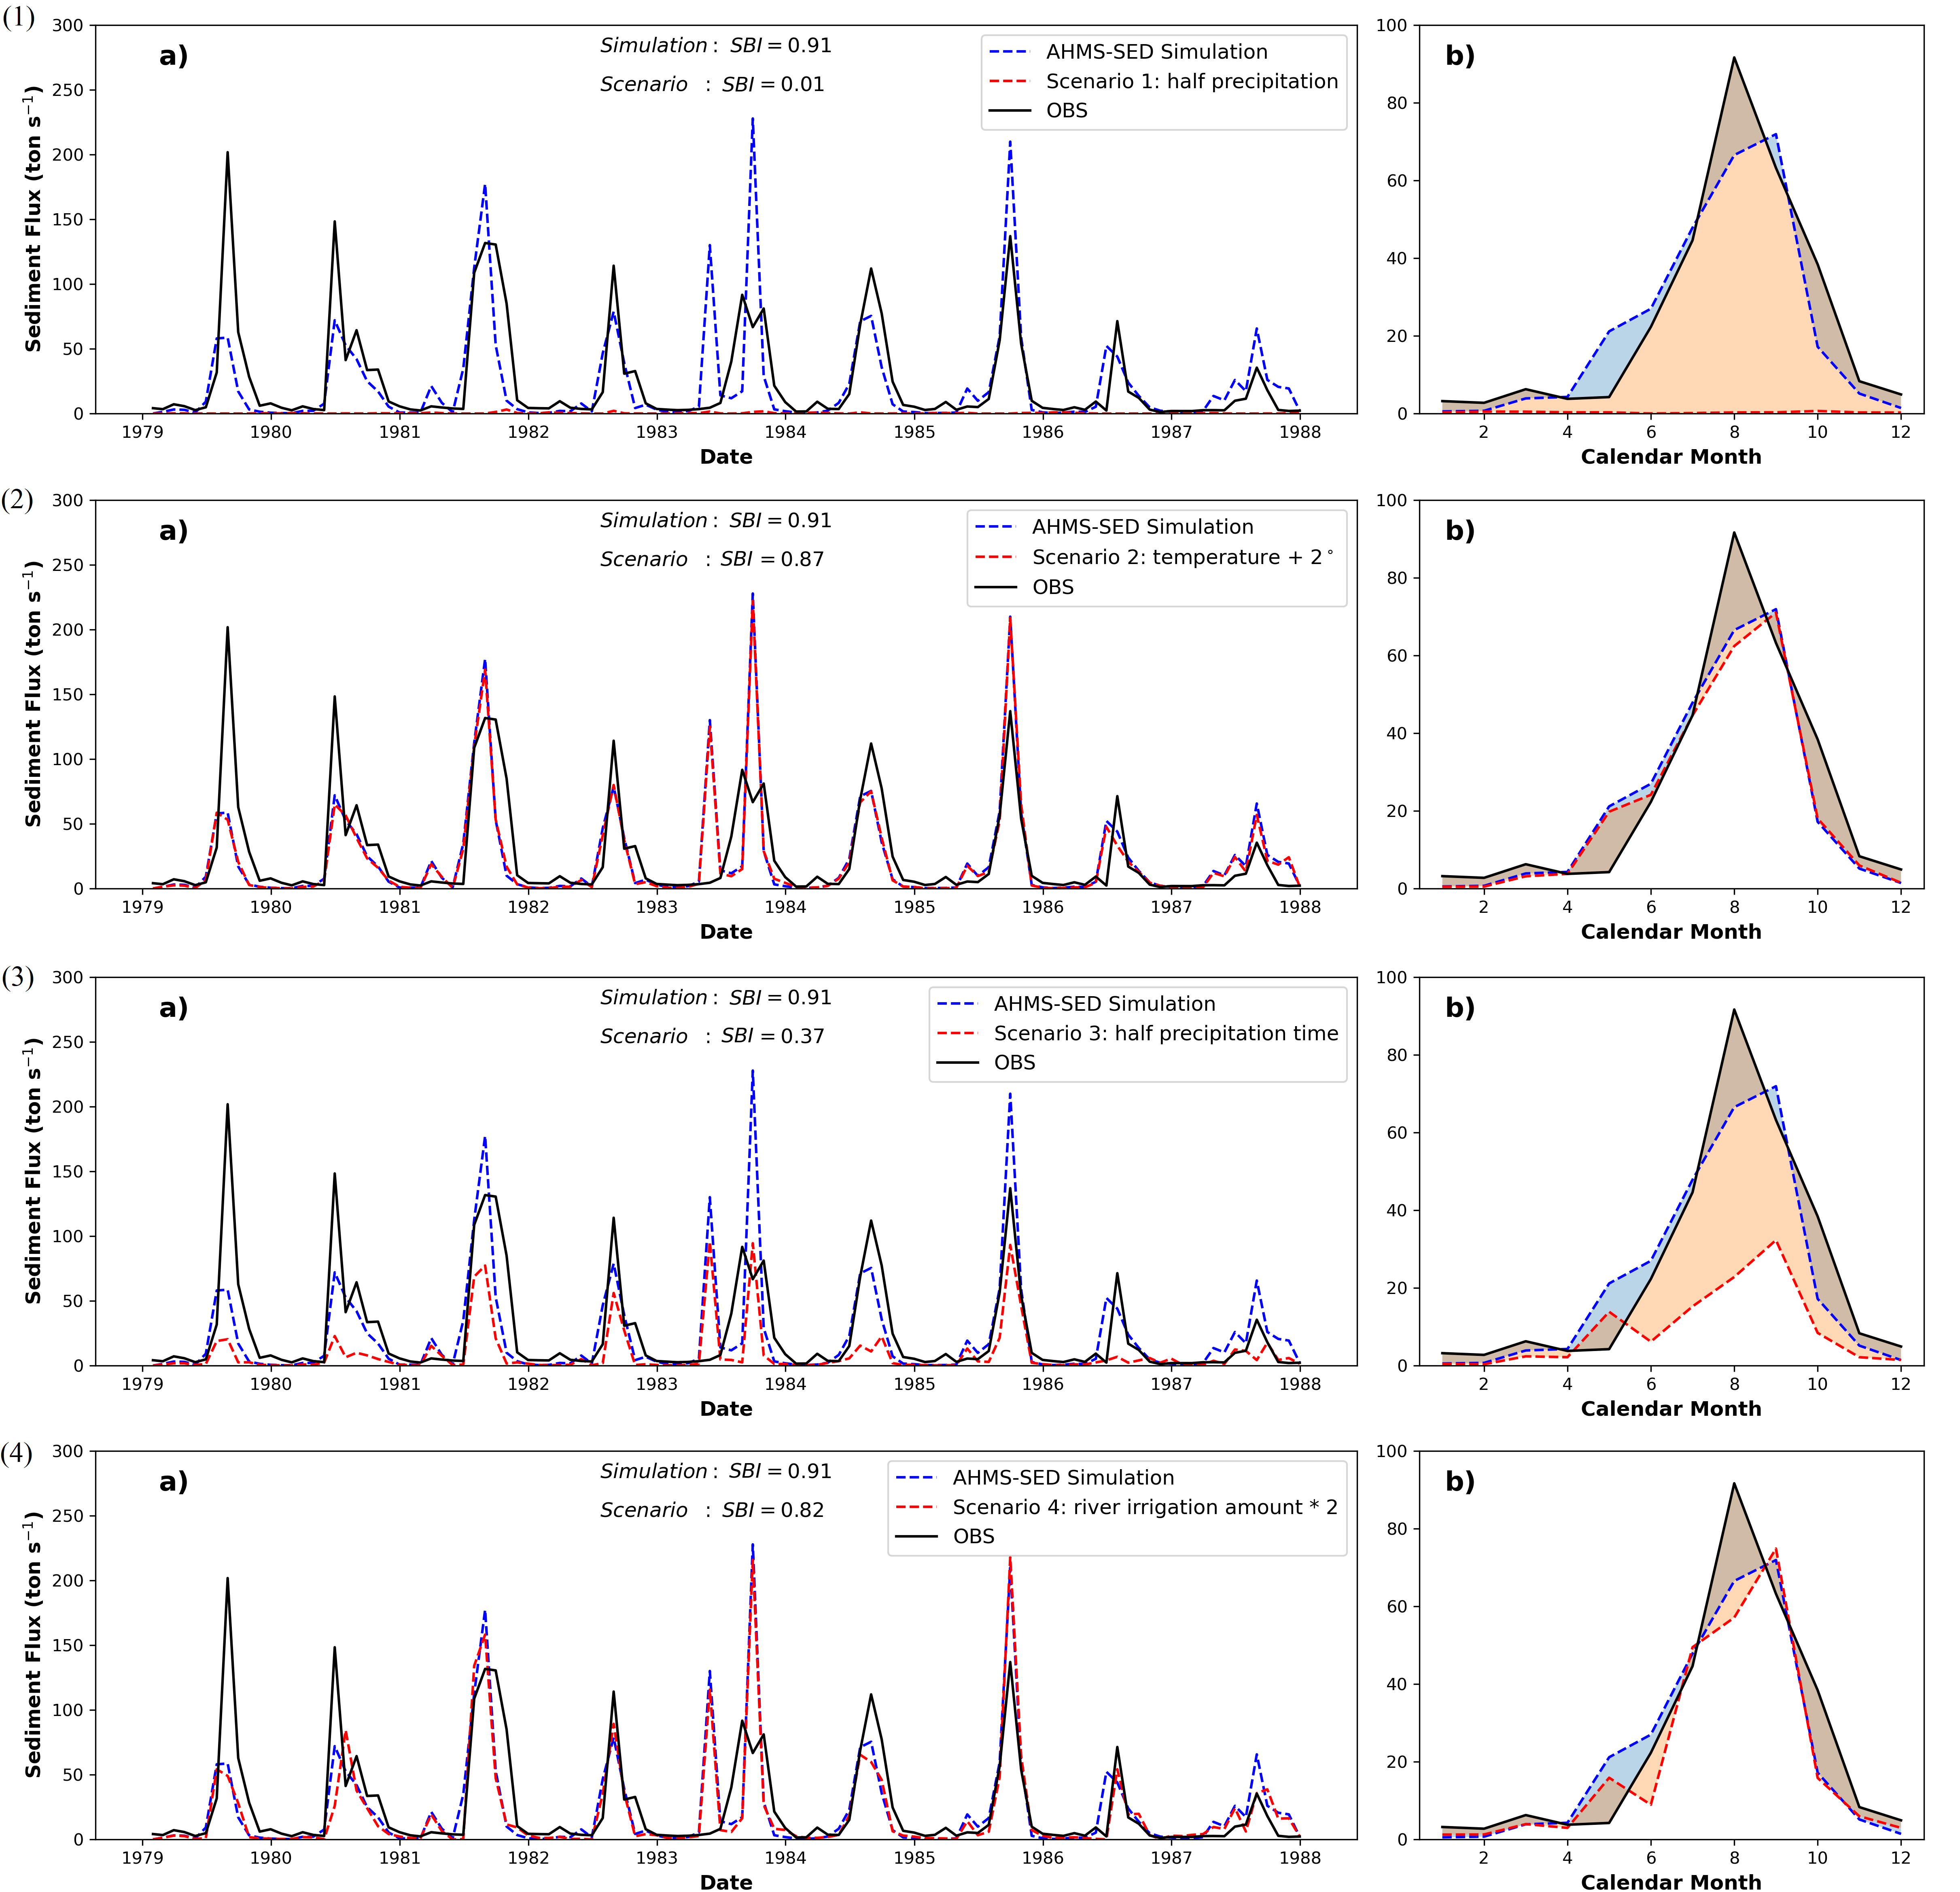 (1)
a)
Simulation : SBI = 0.91
Scenario : SBI = 0.01
AHMS-SED Simulation
Scenario 1: half precipitation
OBS
Sediment Flux (ton s⁻¹)
300
250
200
150
100
50
0
1979 1980 1981 1982 1983 1984 1985 1986 1987 1988
Date
b)
100
80
60
40
20
0
2 4 6 8 10 12
Calendar Month
(2)
a)
Simulation : SBI = 0.91
Scenario : SBI = 0.87
AHMS-SED Simulation
Scenario 2: temperature + 2°
OBS
Sediment Flux (ton s⁻¹)
300
250
200
150
100
50
0
1979 1980 1981 1982 1983 1984 1985 1986 1987 1988
Date
b)
100
80
60
40
20
0
2 4 6 8 10 12
Calendar Month
(3)
a)
Simulation : SBI = 0.91
Scenario : SBI = 0.37
AHMS-SED Simulation
Scenario 3: half precipitation time
OBS
Sediment Flux (ton s⁻¹)
300
250
200
150
100
50
0
1979 1980 1981 1982 1983 1984 1985 1986 1987 1988
Date
b)
100
80
60
40
20
0
2 4 6 8 10 12
Calendar Month
(4)
a)
Simulation : SBI = 0.91
Scenario : SBI = 0.82
AHMS-SED Simulation
Scenario 4: river irrigation amount * 2
OBS
Sediment Flux (ton s⁻¹)
300
250
200
150
100
50
0
1979 1980 1981 1982 1983 1984 1985 1986 1987 1988
Date
b)
100
80
60
40
20
0
2 4 6 8 10 12
Calendar Month